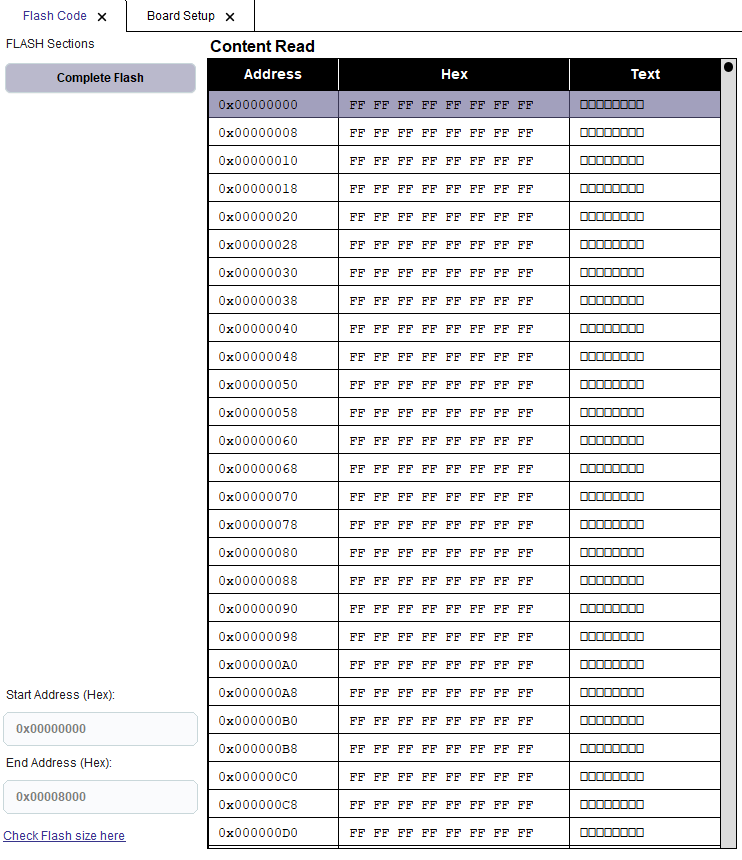 Flash Code ✕ Board Setup ✕
FLASH Sections
Complete Flash
Content Read
Address Hex Text
0x00000000 FF FF FF FF FF FF FF FF □□□□□□□□
0x00000008 FF FF FF FF FF FF FF FF □□□□□□□□
0x00000010 FF FF FF FF FF FF FF FF □□□□□□□□
0x00000018 FF FF FF FF FF FF FF FF □□□□□□□□
0x00000020 FF FF FF FF FF FF FF FF □□□□□□□□
0x00000028 FF FF FF FF FF FF FF FF □□□□□□□□
0x00000030 FF FF FF FF FF FF FF FF □□□□□□□□
0x00000038 FF FF FF FF FF FF FF FF □□□□□□□□
0x00000040 FF FF FF FF FF FF FF FF □□□□□□□□
0x00000048 FF FF FF FF FF FF FF FF □□□□□□□□
0x00000050 FF FF FF FF FF FF FF FF □□□□□□□□
0x00000058 FF FF FF FF FF FF FF FF □□□□□□□□
0x00000060 FF FF FF FF FF FF FF FF □□□□□□□□
0x00000068 FF FF FF FF FF FF FF FF □□□□□□□□
0x00000070 FF FF FF FF FF FF FF FF □□□□□□□□
0x00000078 FF FF FF FF FF FF FF FF □□□□□□□□
0x00000080 FF FF FF FF FF FF FF FF □□□□□□□□
0x00000088 FF FF FF FF FF FF FF FF □□□□□□□□
0x00000090 FF FF FF FF FF FF FF FF □□□□□□□□
0x00000098 FF FF FF FF FF FF FF FF □□□□□□□□
0x000000A0 FF FF FF FF FF FF FF FF □□□□□□□□
0x000000A8 FF FF FF FF FF FF FF FF □□□□□□□□
0x000000B0 FF FF FF FF FF FF FF FF □□□□□□□□
0x000000B8 FF FF FF FF FF FF FF FF □□□□□□□□
0x000000C0 FF FF FF FF FF FF FF FF □□□□□□□□
0x000000C8 FF FF FF FF FF FF FF FF □□□□□□□□
0x000000D0 FF FF FF FF FF FF FF FF □□□□□□□□
Start Address (Hex):
0x00000000
End Address (Hex):
0x00008000
Check Flash size here